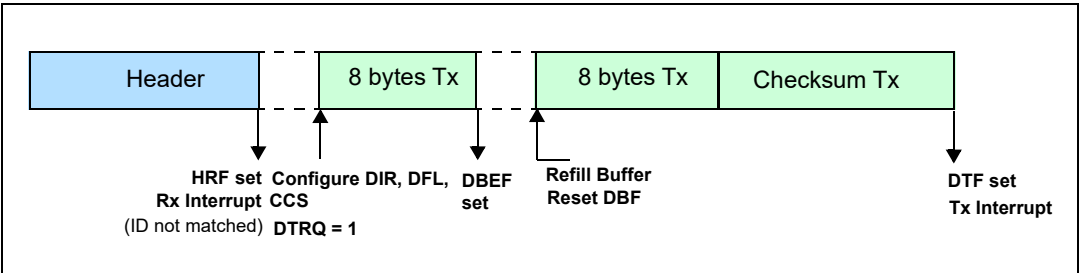 Header
8 bytes Tx
8 bytes Tx
Checksum Tx
HRF set
Rx Interrupt
(ID not matched)
Configure DIR, DFL,
CCS
DTRQ = 1
DBEF
set
Refill Buffer
Reset DBF
DTF set
Tx Interrupt